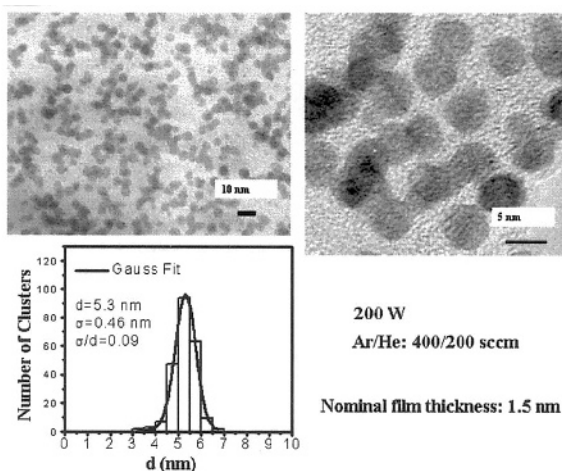 10 nm
5 nm
Gauss Fit
d=5.3 nm
σ=0.46 nm
σ/d=0.09
120
100
80
60
40
20
0
0 1 2 3 4 5 6 7 8 9 10
Number of Clusters
d (nm)
200 W
Ar/He: 400/200 sccm
Nominal film thickness: 1.5 nm